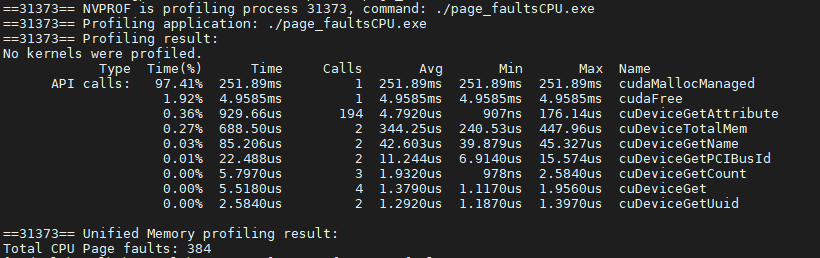 ==31373== NVPROF is profiling process 31373, command: ./page_faultsCPU.exe
==31373== Profiling application: ./page_faultsCPU.exe
==31373== Profiling result:
No kernels were profiled.
Type  Time(%)      Time     Calls       Avg       Min       Max  Name
API calls:   97.41%  251.89ms         1  251.89ms  251.89ms  251.89ms  cudaMallocManaged
1.92%  4.9585ms         1  4.9585ms  4.9585ms  4.9585ms  cudaFree
0.36%  929.66us       194  4.7920us     907ns  176.14us  cuDeviceGetAttribute
0.27%  688.50us         2  344.25us  240.53us  447.96us  cuDeviceTotalMem
0.03%  85.206us         2  42.603us  39.879us  45.327us  cuDeviceGetName
0.01%  22.488us         2  11.244us  6.9140us  15.574us  cuDeviceGetPCIBusId
0.00%  5.7970us         3  1.9320us     978ns  2.5840us  cuDeviceGetCount
0.00%  5.5180us         4  1.3790us  1.1170us  1.9560us  cuDeviceGet
0.00%  2.5840us         2  1.2920us  1.1870us  1.3970us  cuDeviceGetUuid
==31373== Unified Memory profiling result:
Total CPU Page faults: 384